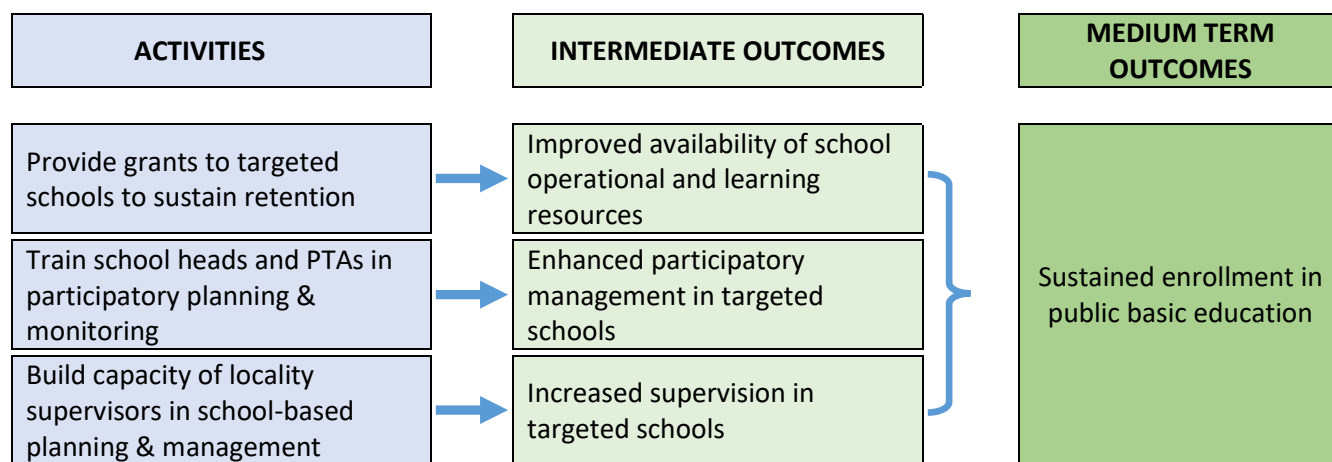 ACTIVITIES
INTERMEDIATE OUTCOMES
MEDIUM TERM
OUTCOMES
Provide grants to targeted
schools to sustain retention
Improved availability of school
operational and learning
resources
Train school heads and PTAs in
participatory planning &
monitoring
Enhanced participatory
management in targeted
schools
Build capacity of locality
supervisors in school-based
planning & management
Increased supervision in
targeted schools
Sustained enrollment in
public basic education